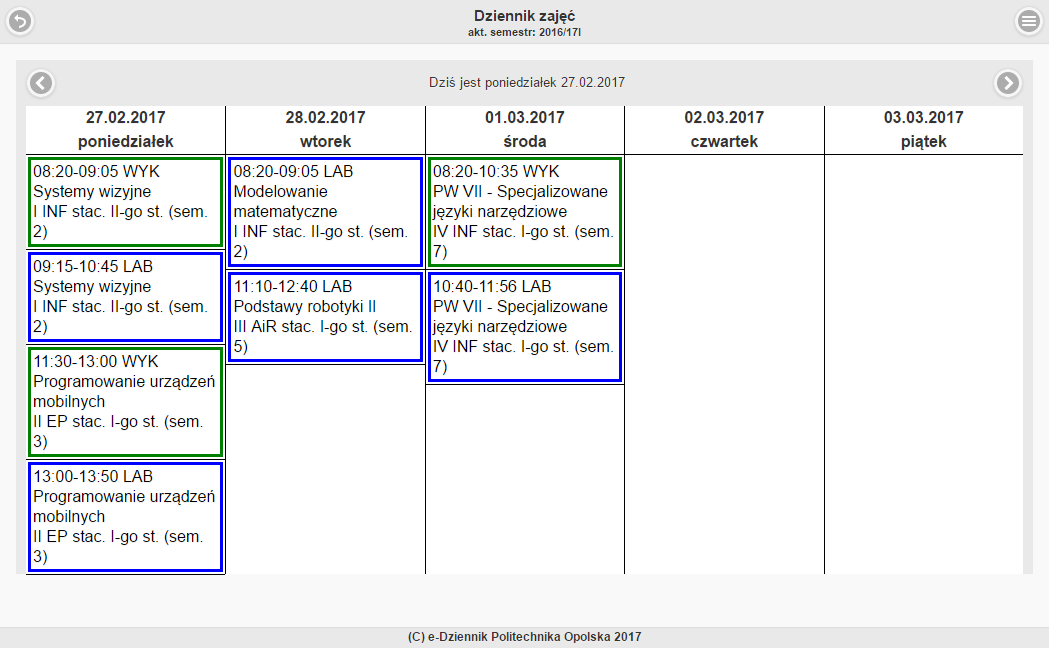 Dziennik zajęć
akt. semestr: 2016/17l
Dziś jest poniedziałek 27.02.2017
27.02.2017
poniedziałek
08:20-09:05 WYK
Systemy wizyjne
I INF stac. II-go st. (sem.
2)
09:15-10:45 LAB
Systemy wizyjne
I INF stac. II-go st. (sem.
2)
11:30-13:00 WYK
Programowanie urządzeń
mobilnych
II EP stac. I-go st. (sem.
3)
13:00-13:50 LAB
Programowanie urządzeń
mobilnych
II EP stac. I-go st. (sem.
3)
28.02.2017
wtorek
08:20-09:05 LAB
Modelowanie
matematyczne
I INF stac. II-go st. (sem.
2)
11:10-12:40 LAB
Podstawy robotyki II
III AiR stac. I-go st. (sem.
5)
01.03.2017
środa
08:20-10:35 WYK
PW VII - Specjalizowane
języki narzędziowe
IV INF stac. I-go st. (sem.
7)
10:40-11:56 LAB
PW VII - Specjalizowane
języki narzędziowe
IV INF stac. I-go st. (sem.
7)
02.03.2017
czwartek
03.03.2017
piątek
(C) e-Dziennik Politechnika Opolska 2017